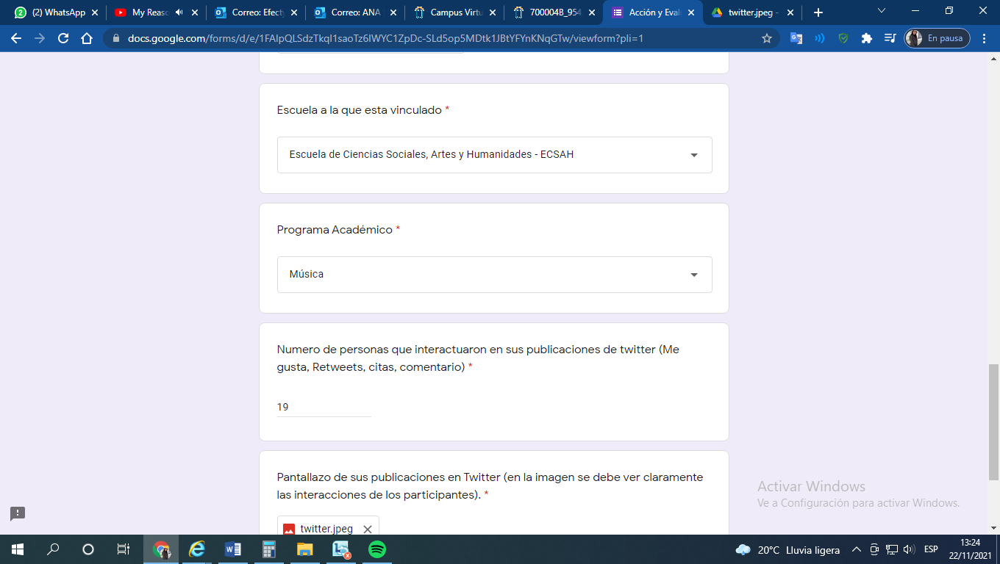 (2) WhatsApp
My Reasc
Correo: Efecty
Correo: ANA
Campus Virtu
700004B_954
Acción y Eval
twitter.jpeg -
docs.google.com/forms/d/e/1FAIpQLSdzTkqI1saoTz6lWYC1ZpDc-SLd5op5MDtk1JBtYFYnKNqGTw/viewform?pli=1
En pausa
Escuela a la que esta vinculado *
Escuela de Ciencias Sociales, Artes y Humanidades - ECSAH
Programa Académico *
Música
Numero de personas que interactuaron en sus publicaciones de twitter (Me
gusta, Retweets, citas, comentario) *
19
Pantallazo de sus publicaciones en Twitter (en la imagen se debe ver claramente
las interacciones de los participantes). *
twitter.jpeg
Activar Windows
Ve a Configuración para activar Windows.
20°C Lluvia ligera
ESP
13:24
22/11/2021